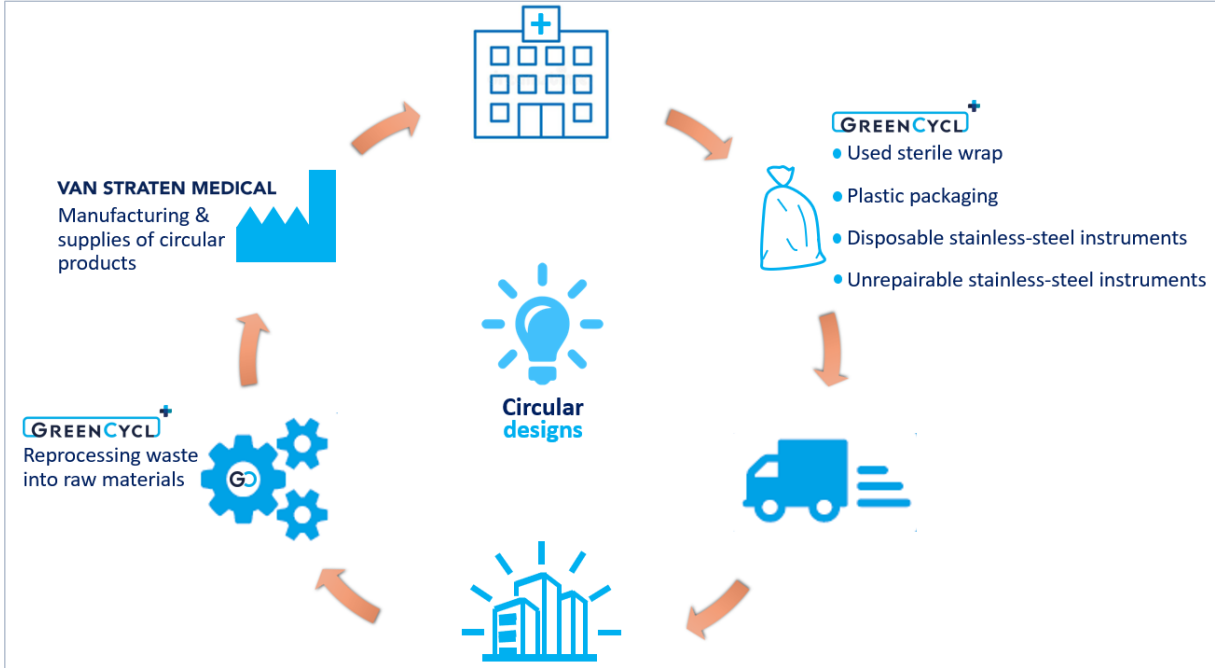 GREENCYCL+
Used sterile wrap
Plastic packaging
Disposable stainless-steel instruments
Unrepairable stainless-steel instruments
VAN STRATEN MEDICAL
Manufacturing &
supplies of circular
products
Circular
designs
GREENCYCL+
Reprocessing waste
into raw materials
GC